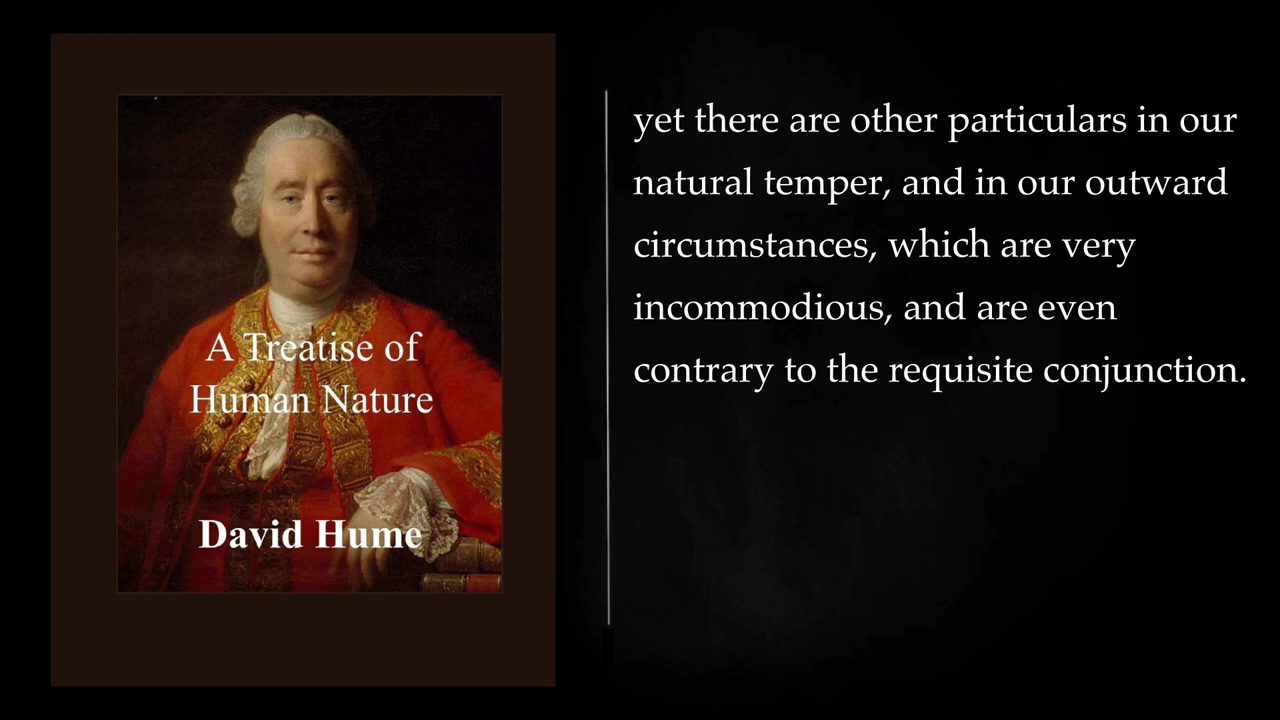 A Treatise of
Human Nature
David Hume
yet there are other particulars in our
natural temper, and in our outward
circumstances, which are very
incommodious, and are even
contrary to the requisite conjunction.